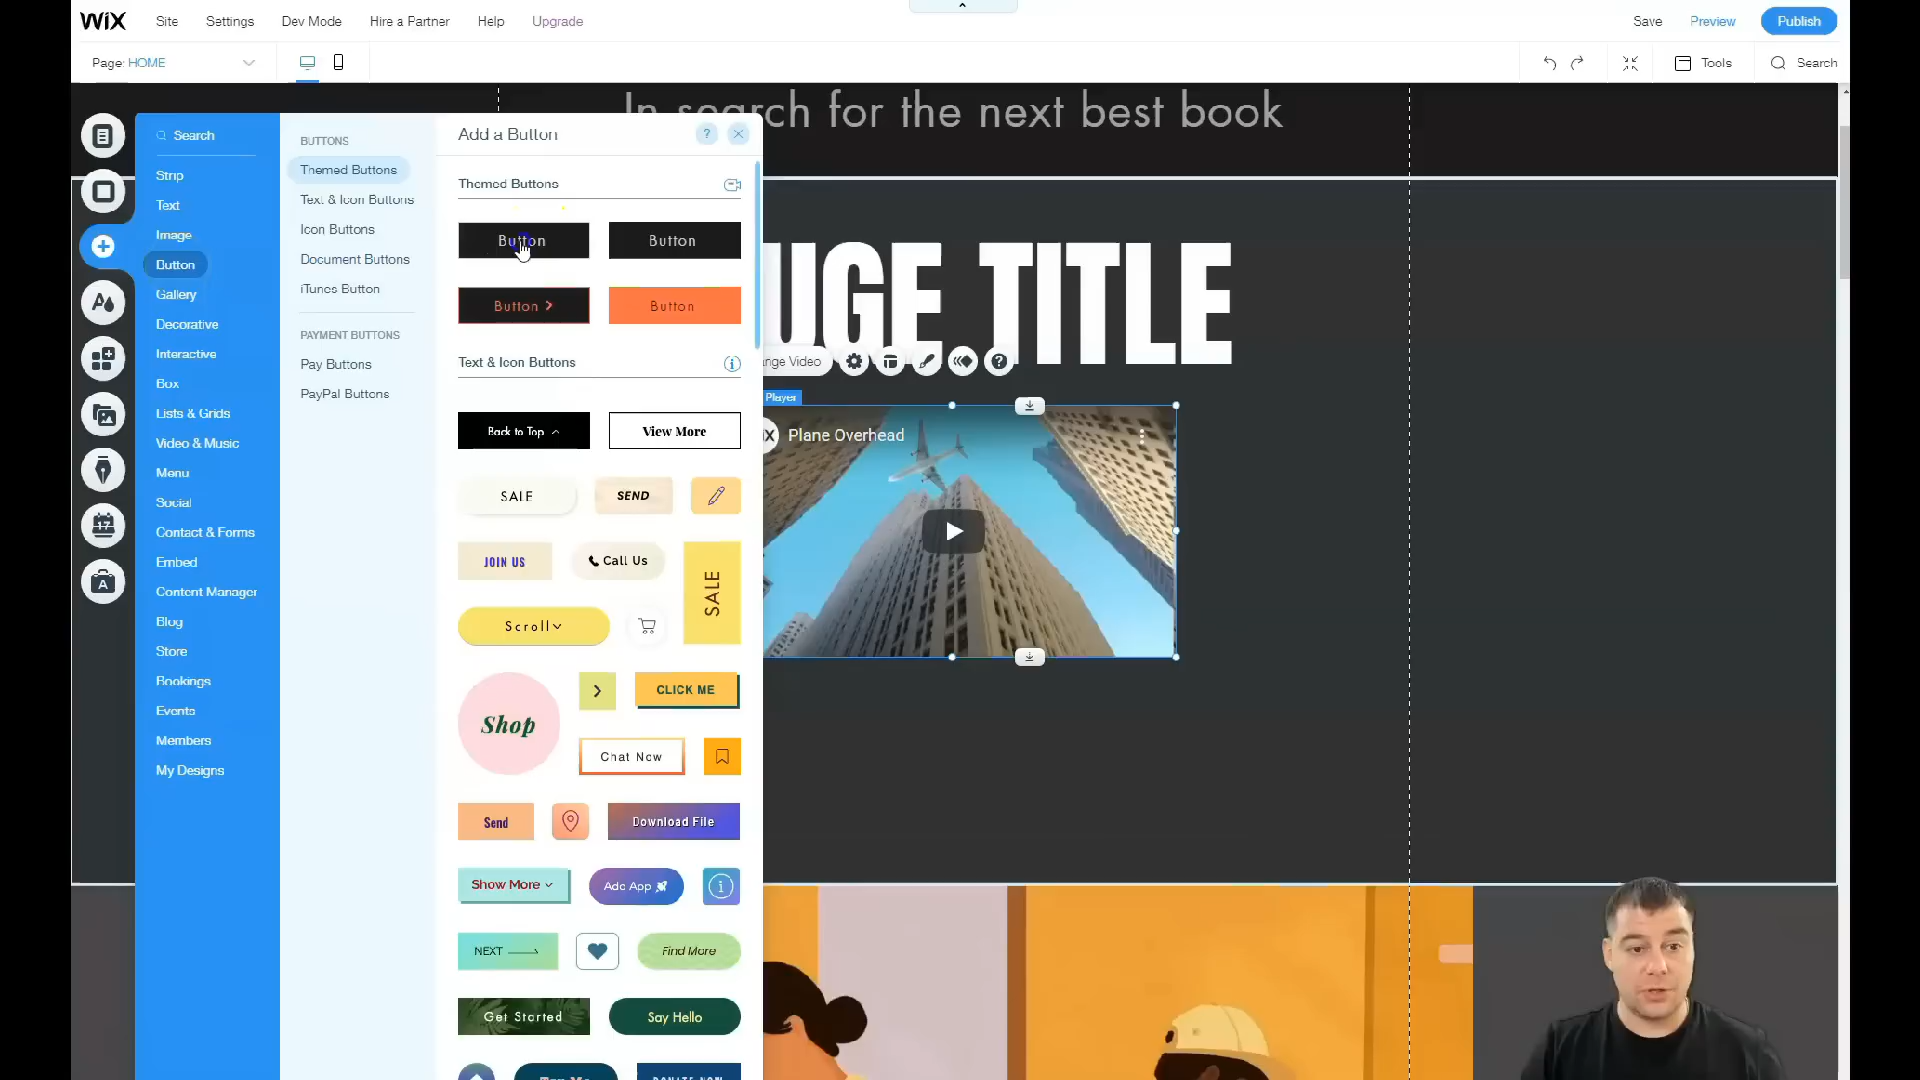 WIX Site Settings Dev Mode Hire a Partner Help Upgrade Save Preview Publish
Page: HOME Tools Search
In search for the next best book
Search
Strip
Text
Image
Button
Gallery
Decorative
Interactive
Box
Lists & Grids
Video & Music
Menu
Social
Contact & Forms
Embed
Content Manager
Blog
Store
Bookings
Events
Members
My Designs
BUTTONS
Themed Buttons
Text & Icon Buttons
Icon Buttons
Document Buttons
iTunes Button
PAYMENT BUTTONS
Pay Buttons
PayPal Buttons
Add a Button ?
Themed Buttons
Button Button
Button > Button
Text & Icon Buttons i
Back to Top View More
SALE SEND
JOIN US Call Us SALE
Scroll
Shop > CLICK ME
Chat Now
Send Download File
Show More Add App i
NEXT Find More
Get Started Say Hello
DONATE NOW
UGE TITLE
ange Video ?
Player
X Plane Overhead
17
A